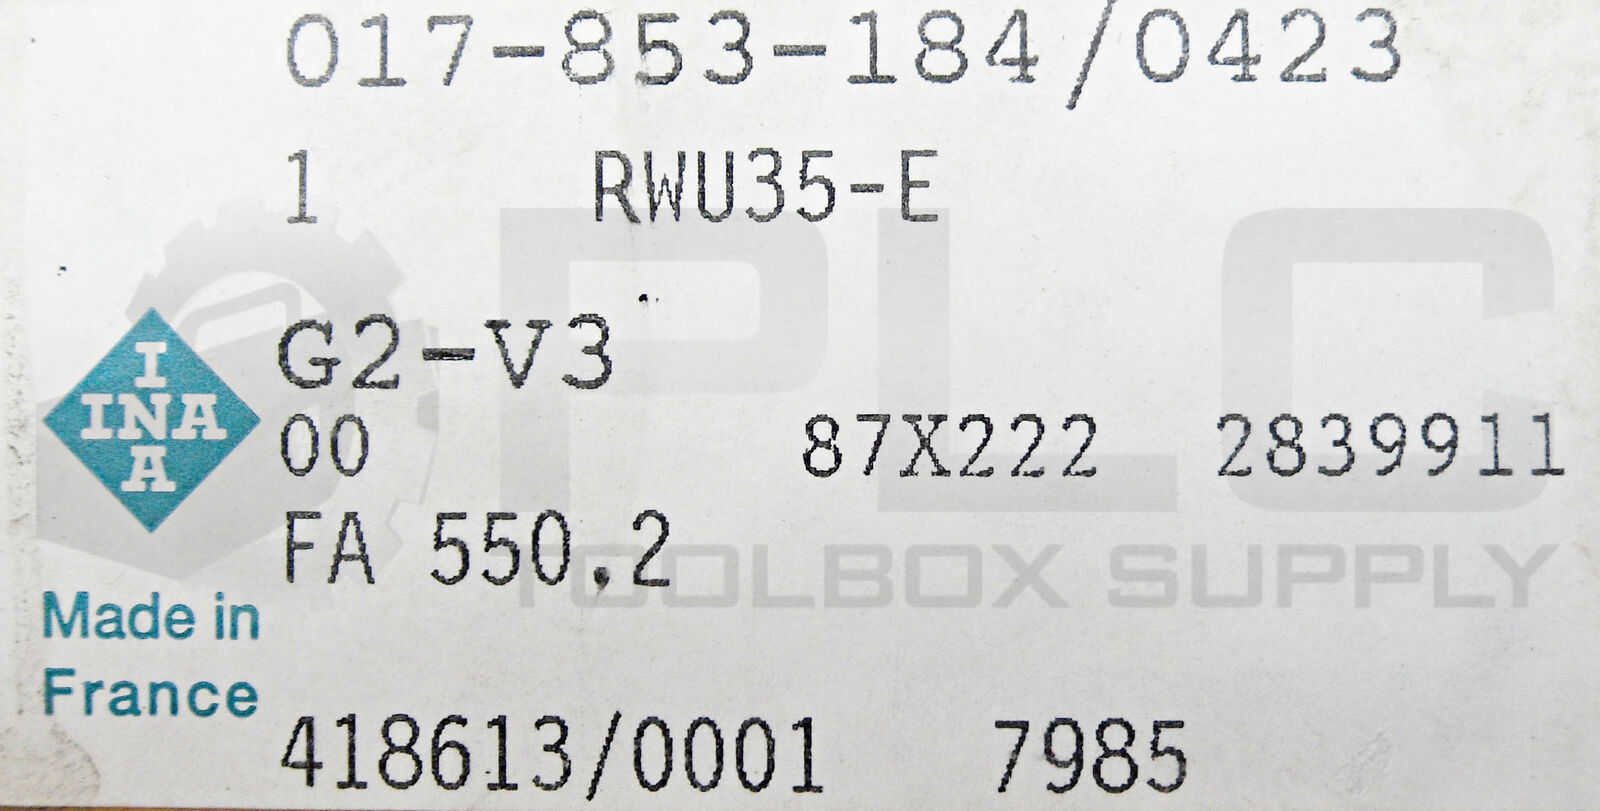 017-853-184/0423
1 RWU35-E
G2-V3
I
INA
A
00 87X222 2839911
FA 550.2
PLC
TOOLBOX SUPPLY
Made in
France
418613/0001 7985